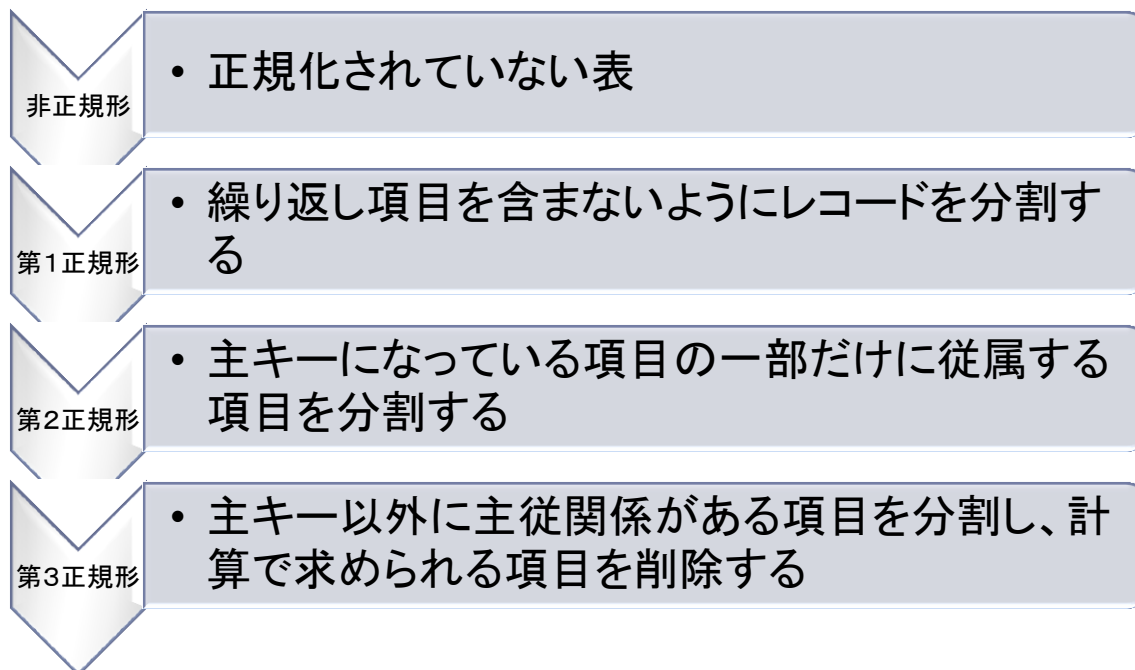 非正規形
• 正規化されていない表
第1正規形
• 繰り返し項目を含まないようにレコードを分割す
る
第2正規形
• 主キーになっている項目の一部だけに従属する
項目を分割する
第3正規形
• 主キー以外に主従関係がある項目を分割し、計
算で求められる項目を削除する